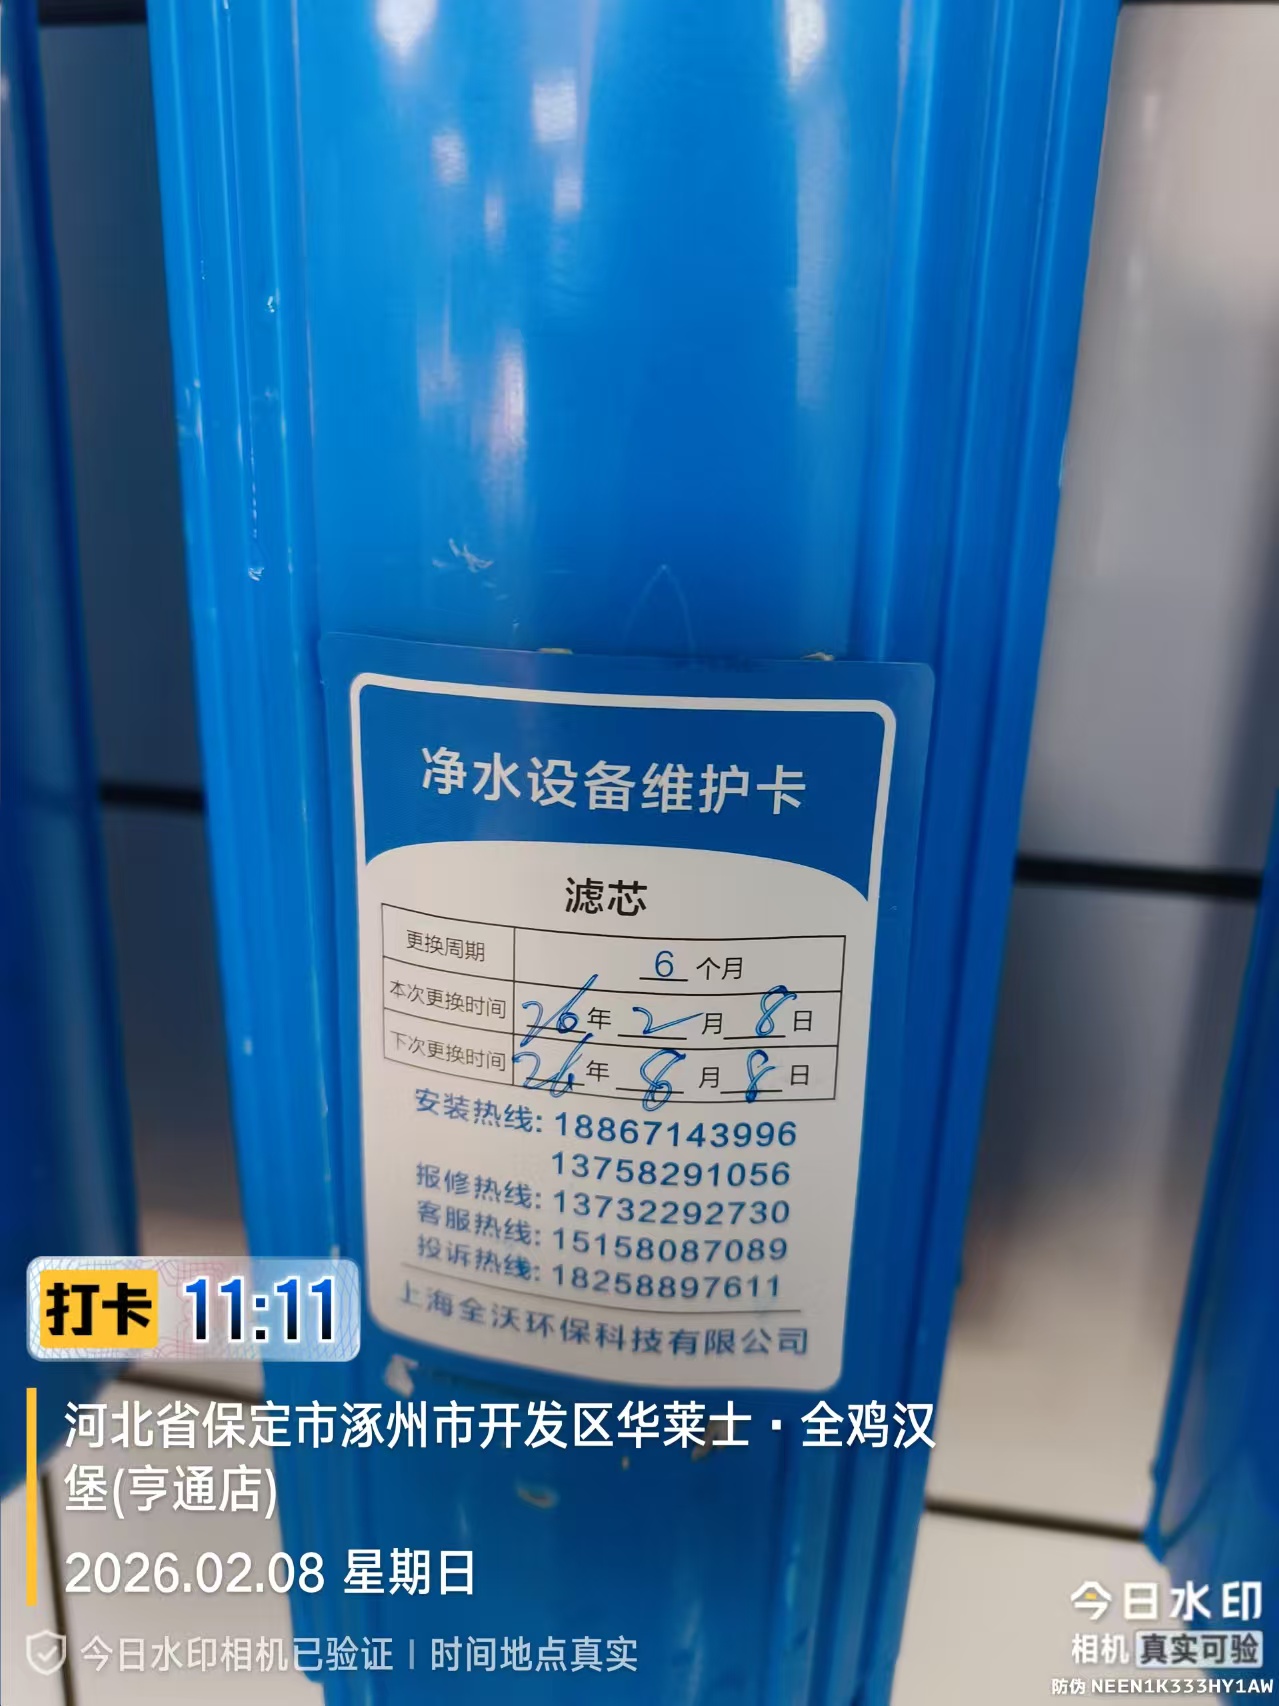 净水设备维护卡
滤芯
更换周期 6 个月
本次更换时间 26年 2 月 8 日
下次更换时间 26年 8 月 8 日
安装热线: 18867143996
13758291056
报修热线: 13732292730
客服热线: 15158087089
投诉热线: 18258897611
上海全沃环保科技有限公司
打卡 11:11
河北省保定市涿州市开发区华莱士·全鸡汉
堡(亨通店)
2026.02.08 星期日
今日水印相机已验证 | 时间地点真实
今日水印
相机 真实可验
防伪 NEEN1K333HY1AW